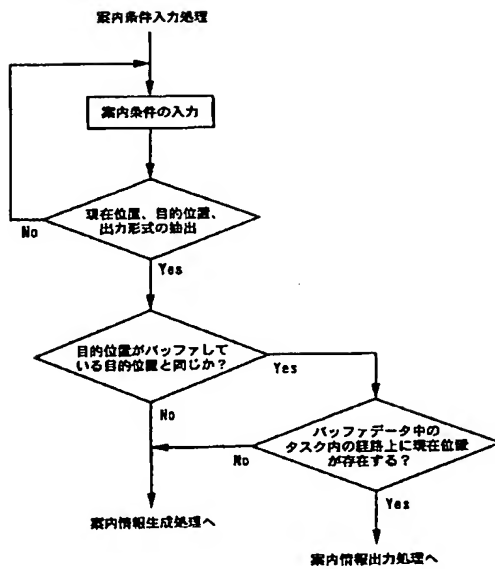 案内条件入力処理
案内条件の入力
現在位置、目的位置、
出力形式の抽出
No
Yes
目的位置がバッファして
いる目的位置と同じか?
Yes
No
バッファデータ中の
タスク内の経路上に現在位置
が存在する?
No
Yes
案内情報生成処理へ
案内情報出力処理へ